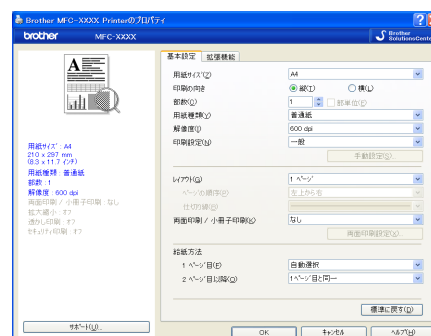 Brother MFC-XXXX Printerのプロパティ
brother MFC-XXXX Brother SolutionsCenter
基本設定 拡張機能
用紙サイズ(Z) A4
印刷の向き 縦(T) 横(L)
部数(O) 1 部単位(E)
用紙種類(Y) 普通紙
解像度(I) 600 dpi
印刷設定(N) 一般
手動設定(S)...
レイアウト(G) 1 ページ
ページの順序(P) 左上から右
仕切り線(B)
両面印刷 / 小冊子印刷(K) なし
両面印刷設定(X)...
給紙方法
1 ページ目(F) 自動選択
2 ページ目以降(C) 1ページ目と同一
標準に戻す(D)
用紙サイズ : A4
210 x 297 mm
(8.3 x 11.7 インチ)
用紙種類 : 普通紙
部数 : 1
解像度 : 600 dpi
両面印刷 / 小冊子印刷 : なし
拡大縮小 : オフ
透かし印刷 : オフ
セキュリティ印刷 : オフ
サポート(U)...
OK キャンセル ヘルプ(H)